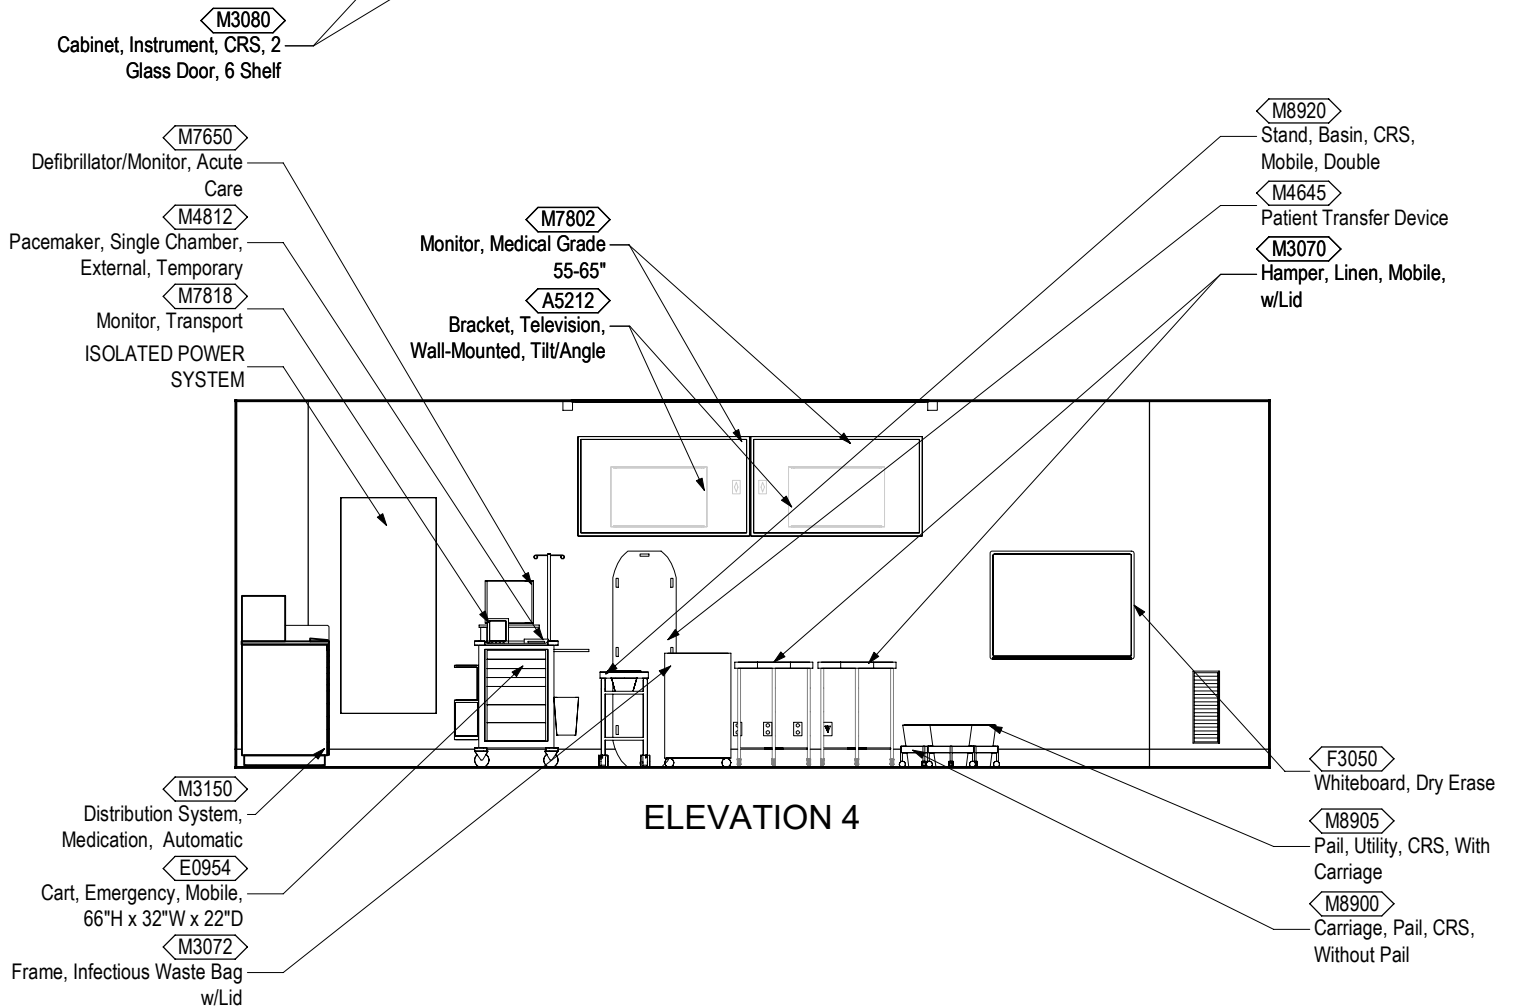 M3080
Cabinet, Instrument, CRS, 2
Glass Door, 6 Shelf
M7650
Defibrillator/Monitor, Acute
Care
M4812
Pacemaker, Single Chamber,
External, Temporary
M7818
Monitor, Transport
ISOLATED POWER
SYSTEM
M7802
Monitor, Medical Grade
55-65"
A5212
Bracket, Television,
Wall-Mounted, Tilt/Angle
M8920
Stand, Basin, CRS,
Mobile, Double
M4645
Patient Transfer Device
M3070
Hamper, Linen, Mobile,
w/Lid
M3150
Distribution System,
Medication, Automatic
E0954
Cart, Emergency, Mobile,
66"H x 32"W x 22"D
M3072
Frame, Infectious Waste Bag
w/Lid
ELEVATION 4
F3050
Whiteboard, Dry Erase
M8905
Pail, Utility, CRS, With
Carriage
M8900
Carriage, Pail, CRS,
Without Pail